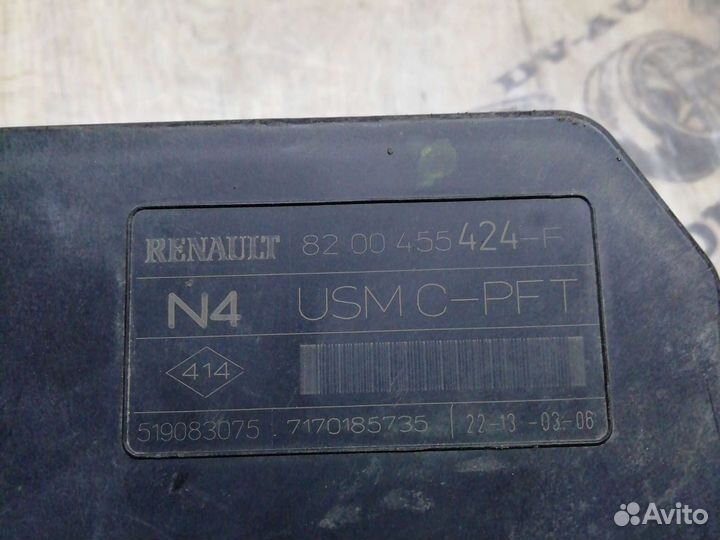 RENAULT 82 00 455 424-F
N4 USM C-PFT
414
519083075 7170185735 22-13 -03-06
Avito